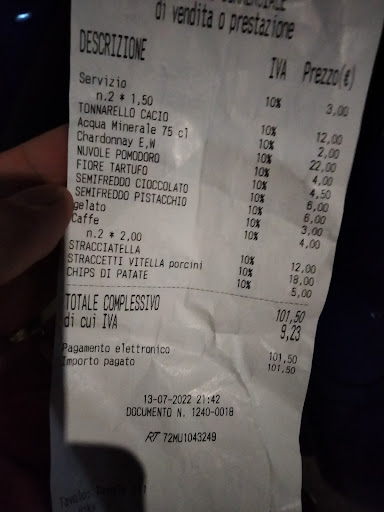 di vendita o prestazione
DESCRIZIONE IVA Prezzo(€)
Servizio
n.2 * 1,50 10% 3,00
TONNARELLO CACIO 10% 12,00
Acqua Minerale 75 cl 10% 2,00
Chardonnay E,W 10% 22,00
NUVOLE POMODORO 10% 4,00
FIORE TARTUFO 10% 4,50
SEMIFREDDO CIOCCOLATO 10% 6,00
SEMIFREDDO PISTACCHIO 10% 6,00
gelato 10% 3,00
Caffe
n.2 * 2,00 10% 4,00
STRACCIATELLA 10% 12,00
STRACCETTI VITELLA porcini 10% 18,00
CHIPS DI PATATE 10% 5,00
TOTALE COMPLESSIVO 101,50
di cui IVA 9,23
Pagamento elettronico 101,50
Importo pagato 101,50
13-07-2022 21:42
DOCUMENTO N. 1240-0018
RT 72MU1043249